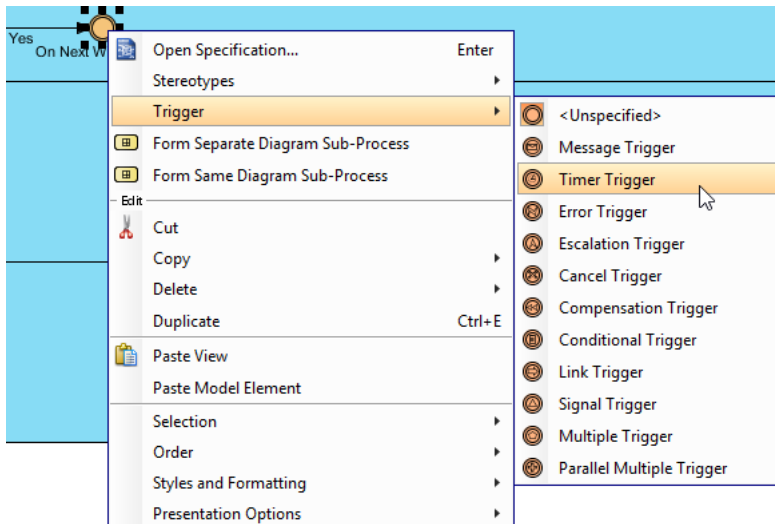 Yes
On Next W
Open Specification... Enter
Stereotypes
Trigger
Form Separate Diagram Sub-Process
Form Same Diagram Sub-Process
Edit
Cut
Copy
Delete
Duplicate Ctrl+E
Paste View
Paste Model Element
Selection
Order
Styles and Formatting
Presentation Options
<Unspecified>
Message Trigger
Timer Trigger
Error Trigger
Escalation Trigger
Cancel Trigger
Compensation Trigger
Conditional Trigger
Link Trigger
Signal Trigger
Multiple Trigger
Parallel Multiple Trigger